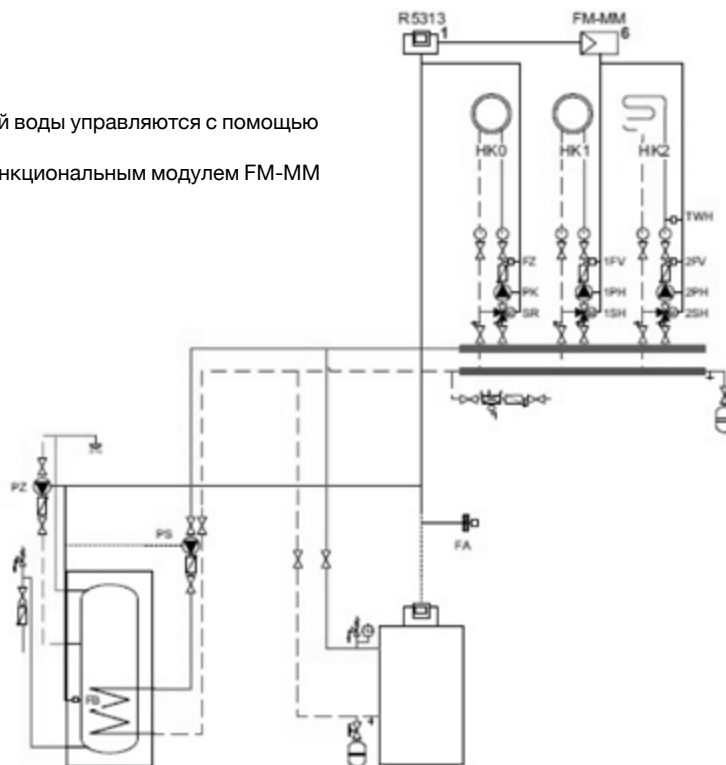 R5313 FM-MM
1 6
й воды управляются с помощью
нкциональным модулем FM-MM
HK0 HK1 HK2
TWH
FZ 1FV 2FV
PK 1PH 2PH
SR 1SH 2SH
PZ
PS
FA
FB